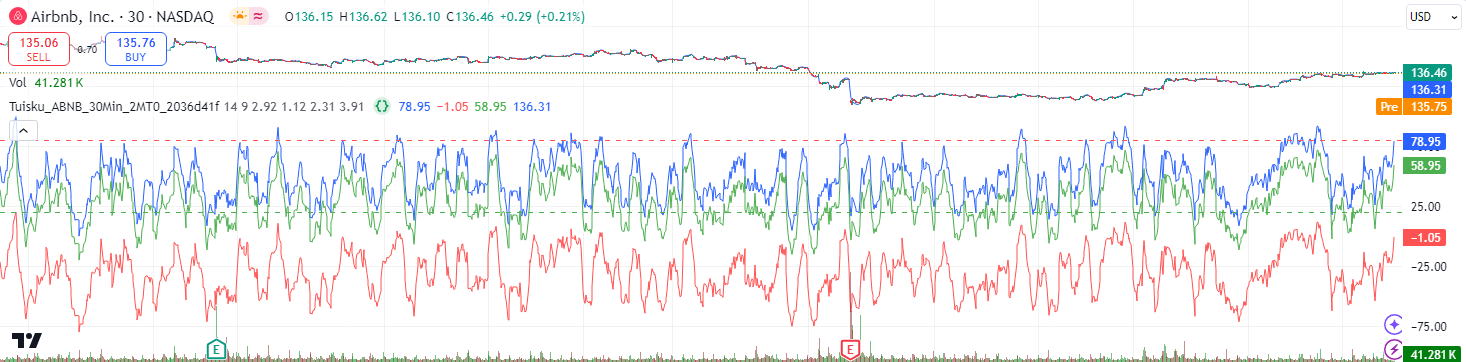 Airbnb, Inc. · 30 · NASDAQ O136.15 H136.62 L136.10 C136.46 +0.29 (+0.21%)
USD
135.06 SELL 0.70 135.76 BUY
136.46
Vol 41.281 K
136.31
Tuisku_ABNB_30Min_2MT0_2036d41f 14 9 2.92 1.12 2.31 3.91 {} 78.95 −1.05 58.95 136.31
Pre 135.75
78.95
58.95
25.00
−1.05
−25.00
−75.00
E
E
41.281 K